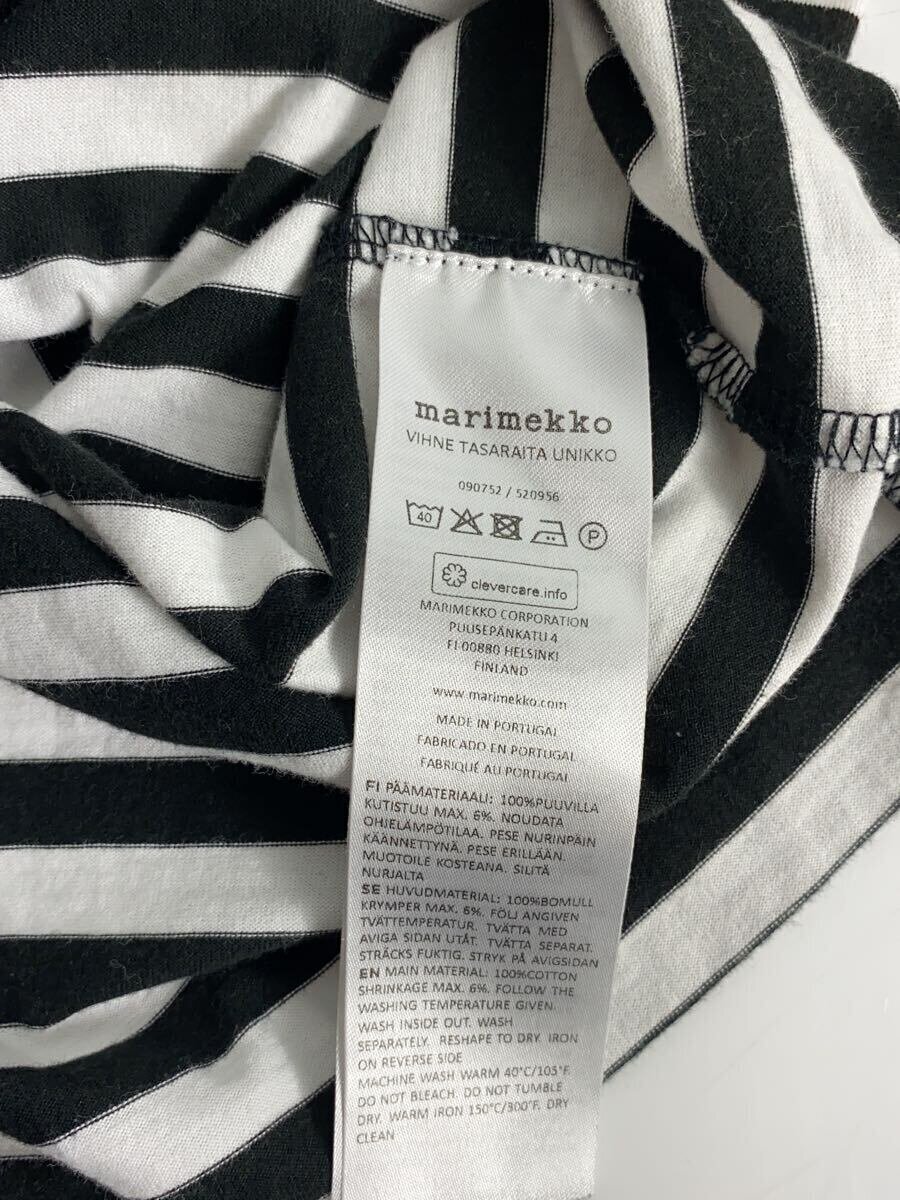 marimekko
VIHNE TASARAITA UNIKKO
090752 / 520956
40
P
clevercare.info
MARIMEKKO CORPORATION
PUUSEPÄNKATU 4
FI-00880 HELSINKI
FINLAND
www.marimekko.com
MADE IN PORTUGAL
FABRICADO EN PORTUGAL
FABRIQUÉ AU PORTUGAL
FI PÄÄMATERIAALI: 100%PUUVILLA
KUTISTUU MAX. 6%. NOUDATA
OHJELÄMPÖTILAA. PESE NURINPÄIN
KÄÄNNETTYNÄ. PESE ERILLÄÄN.
MUOTOILE KOSTEANA. SILITÄ
NURJALTA
SE HUVUDMATERIAL: 100%BOMULL
KRYMPER MAX. 6%. FÖLJ ANGIVEN
TVÄTTEMPERATUR. TVÄTTA MED
AVIGA SIDAN UTÅT. TVÄTTA SEPARAT.
STRÄCKS FUKTIG. STRYK PÅ AVIGSIDAN
EN MAIN MATERIAL: 100%COTTON
SHRINKAGE MAX. 6%. FOLLOW THE
WASHING TEMPERATURE GIVEN.
WASH INSIDE OUT. WASH
SEPARATELY. RESHAPE TO DRY. IRON
ON REVERSE SIDE
MACHINE WASH WARM 40°C/105°F.
DO NOT BLEACH. DO NOT TUMBLE
DRY. WARM IRON 150°C/300°F. DRY
CLEAN